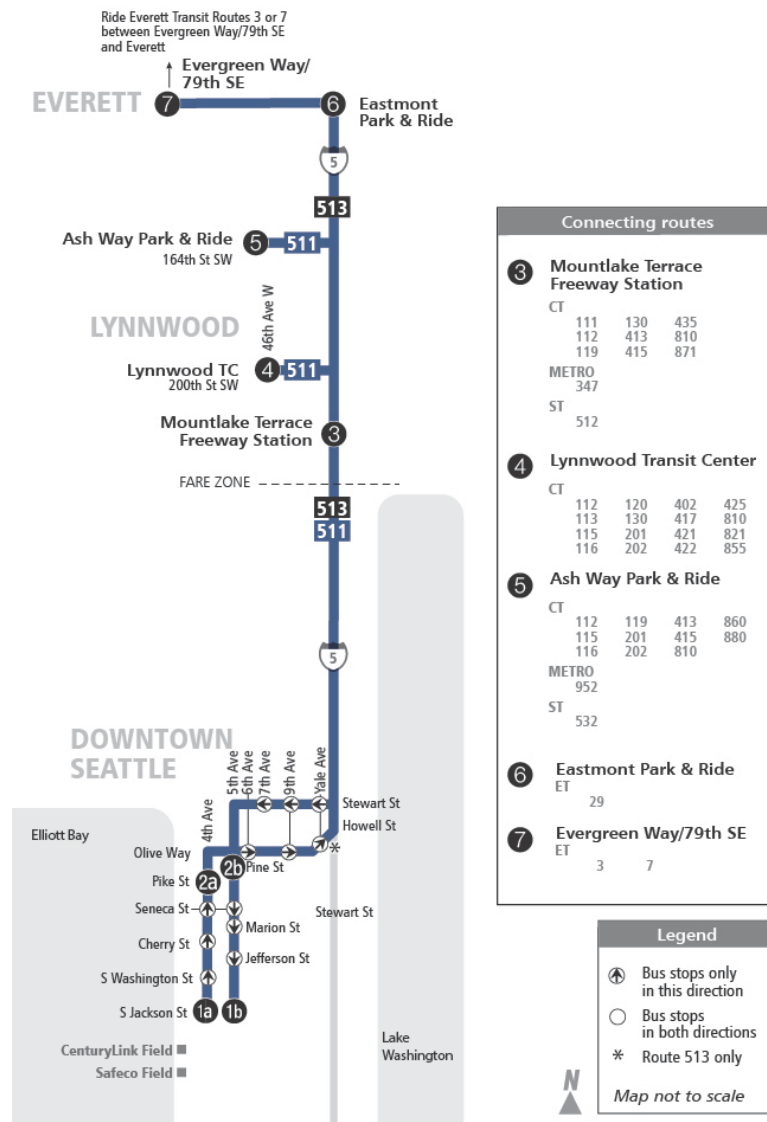 Ride Everett Transit Routes 3 or 7
between Evergreen Way/79th SE
and Everett
Evergreen Way/
79th SE
EVERETT
7
6
Eastmont
Park & Ride
5
513
Ash Way Park & Ride
164th St SW
5
511
LYNNWOOD
46th Ave W
Lynnwood TC
200th St SW
4
511
Mountlake Terrace
Freeway Station
3
FARE ZONE
513
511
5
DOWNTOWN
SEATTLE
4th Ave
5th Ave
6th Ave
7th Ave
9th Ave
Yale Ave
Stewart St
Howell St
*
Elliott Bay
Olive Way
2b
Pine St
Pike St
2a
Seneca St
Stewart St
Marion St
Cherry St
Jefferson St
S Washington St
S Jackson St
1a
1b
CenturyLink Field
Safeco Field
Lake
Washington
Connecting routes
3
Mountlake Terrace
Freeway Station
CT
111 130 435
112 413 810
119 415 871
METRO
347
ST
512
4
Lynnwood Transit Center
CT
112 120 402 425
113 130 417 810
115 201 421 821
116 202 422 855
5
Ash Way Park & Ride
CT
112 119 413 860
115 201 415 880
116 202 810
METRO
952
ST
532
6
Eastmont Park & Ride
ET
29
7
Evergreen Way/79th SE
ET
3 7
Legend
Bus stops only
in this direction
Bus stops
in both directions
* Route 513 only
N
Map not to scale